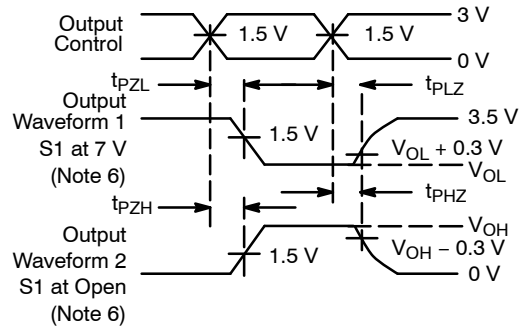 Output
Control
3 V
1.5 V
1.5 V
0 V
tPZL
tPLZ
Output
Waveform 1
S1 at 7 V
(Note 6)
3.5 V
1.5 V
VOL + 0.3 V
VOL
tPZH
tPHZ
Output
Waveform 2
S1 at Open
(Note 6)
VOH
1.5 V
VOH – 0.3 V
0 V